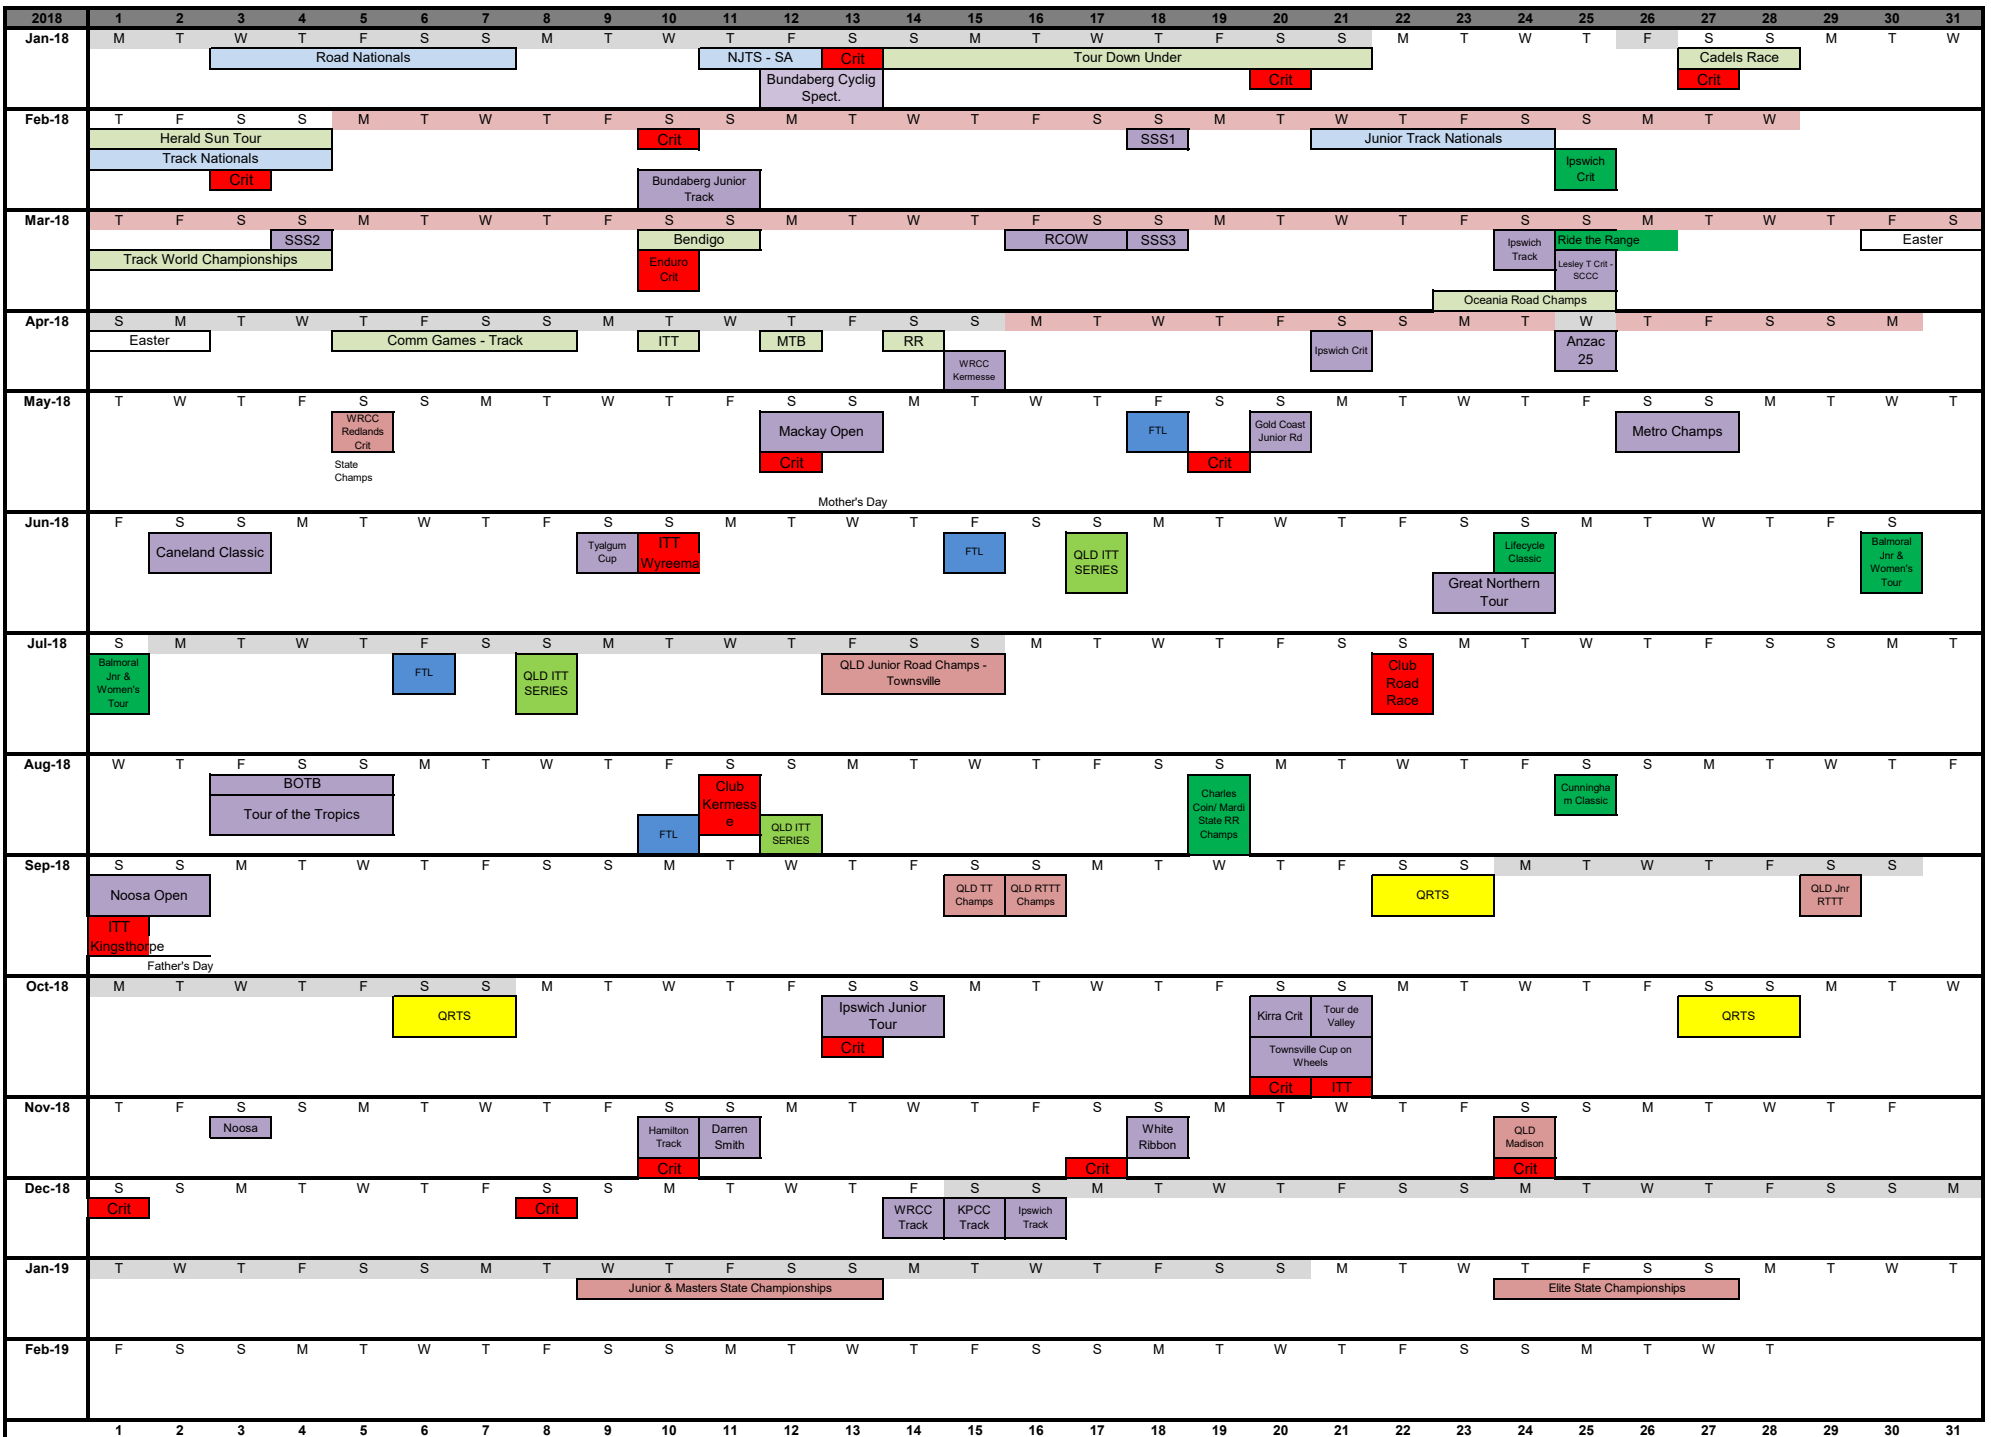 2018 1 2 3 4 5 6 7 8 9 10 11 12 13 14 15 16 17 18 19 20 21 22 23 24 25 26 27 28 29 30 31
Jan-18 M T W T F S S M T W T F S S M T W T F S S M T W T F S S M T W
Road Nationals NJTS - SA Crit Tour Down Under Cadels Race
Bundaberg Cyclig Crit Crit
Spect.
Feb-18 T F S S M T W T F S S M T W T F S S M T W T F S S M T W
Herald Sun Tour Crit SSS1 Junior Track Nationals
Track Nationals Ipswich
Crit Bundaberg Junior Crit
Track
Mar-18 T F S S M T W T F S S M T W T F S S M T W T F S S M T W T F S
SSS2 Bendigo RCOW SSS3 Ipswich Ride the Range Easter
Track World Championships Enduro Track Lesley T Crit -
Crit SCCC
Oceania Road Champs
Apr-18 S M T W T F S S M T W T F S S M T W T F S S M T W T F S S M
Easter Comm Games - Track ITT MTB RR Ipswich Crit Anzac
WRCC 25
Kermesse
May-18 T W T F S S M T W T F S S M T W T F S S M T W T F S S M T W T
WRCC Mackay Open FTL Gold Coast Metro Champs
Redlands Junior Rd
Crit
State Crit Crit
Champs
Mother's Day
Jun-18 F S S M T W T F S S M T W T F S S M T W T F S S M T W T F S
Caneland Classic Tyalgum ITT FTL QLD ITT Lifecycle Balmoral
Cup Wyreema SERIES Classic Jnr &
Women's
Great Northern Tour
Tour
Jul-18 S M T W T F S S M T W T F S S M T W T F S S M T W T F S S M T
Balmoral FTL QLD ITT QLD Junior Road Champs - Club
Jnr & SERIES Townsville Road
Women's Race
Tour
Aug-18 W T F S S M T W T F S S M T W T F S S M T W T F S S M T W T F
BOTB Club Charles Cunningha
Tour of the Tropics Kermess Coin/ Mardi m Classic
e State RR
FTL QLD ITT Champs
SERIES
Sep-18 S S M T W T F S S M T W T F S S M T W T F S S M T W T F S S
Noosa Open QLD TT QLD RTTT QRTS QLD Jnr
Champs Champs RTTT
ITT
Kingsthorpe
Father's Day
Oct-18 M T W T F S S M T W T F S S M T W T F S S M T W T F S S M T W
QRTS Ipswich Junior Kirra Crit Tour de QRTS
Tour Valley
Crit Townsville Cup on
Wheels
Crit ITT
Nov-18 T F S S M T W T F S S M T W T F S S M T W T F S S M T W T F
Noosa Hamilton Darren White QLD
Track Smith Ribbon Madison
Crit Crit Crit
Dec-18 S S M T W T F S S M T W T F S S M T W T F S S M T W T F S S M
Crit Crit WRCC KPCC Ipswich
Track Track Track
Jan-19 T W T F S S M T W T F S S M T W T F S S M T W T F S S M T W T
Junior & Masters State Championships Elite State Championships
Feb-19 F S S M T W T F S S M T W T F S S M T W T F S S M T W T
1 2 3 4 5 6 7 8 9 10 11 12 13 14 15 16 17 18 19 20 21 22 23 24 25 26 27 28 29 30 31